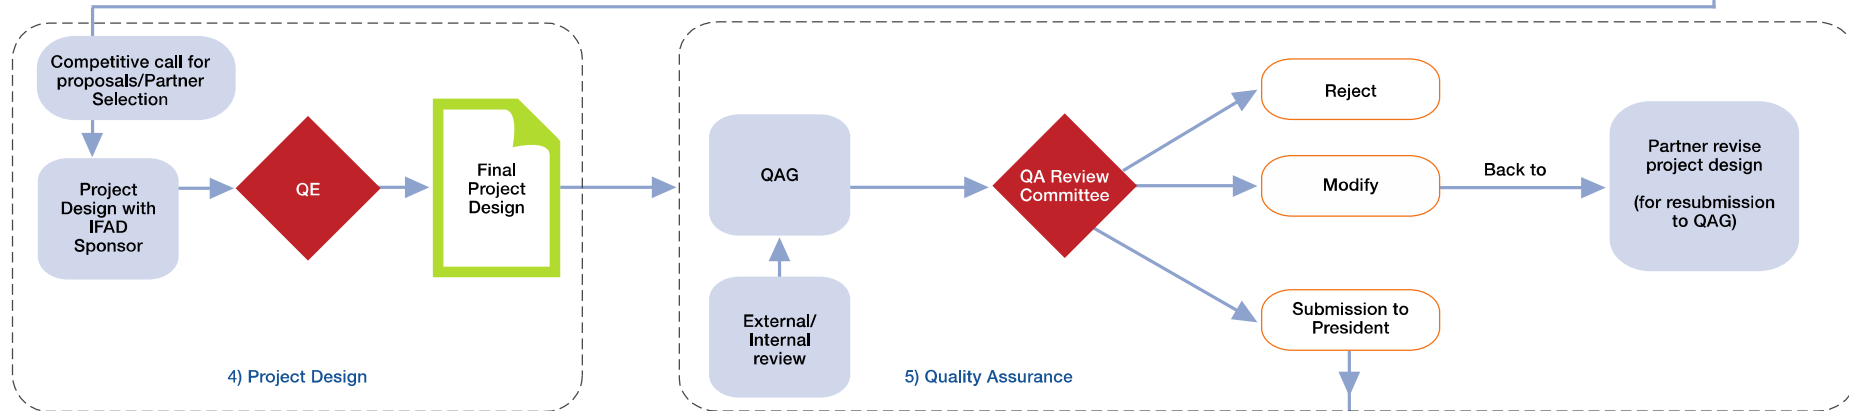 Competitive call for
proposals/Partner
Selection
Project
Design with
IFAD
Sponsor
QE
Final
Project
Design
4) Project Design
QAG
External/
Internal
review
QA Review
Committee
Reject
Modify
Submission to
President
Back to
Partner revise
project design
(for resubmission
to QAG)
5) Quality Assurance